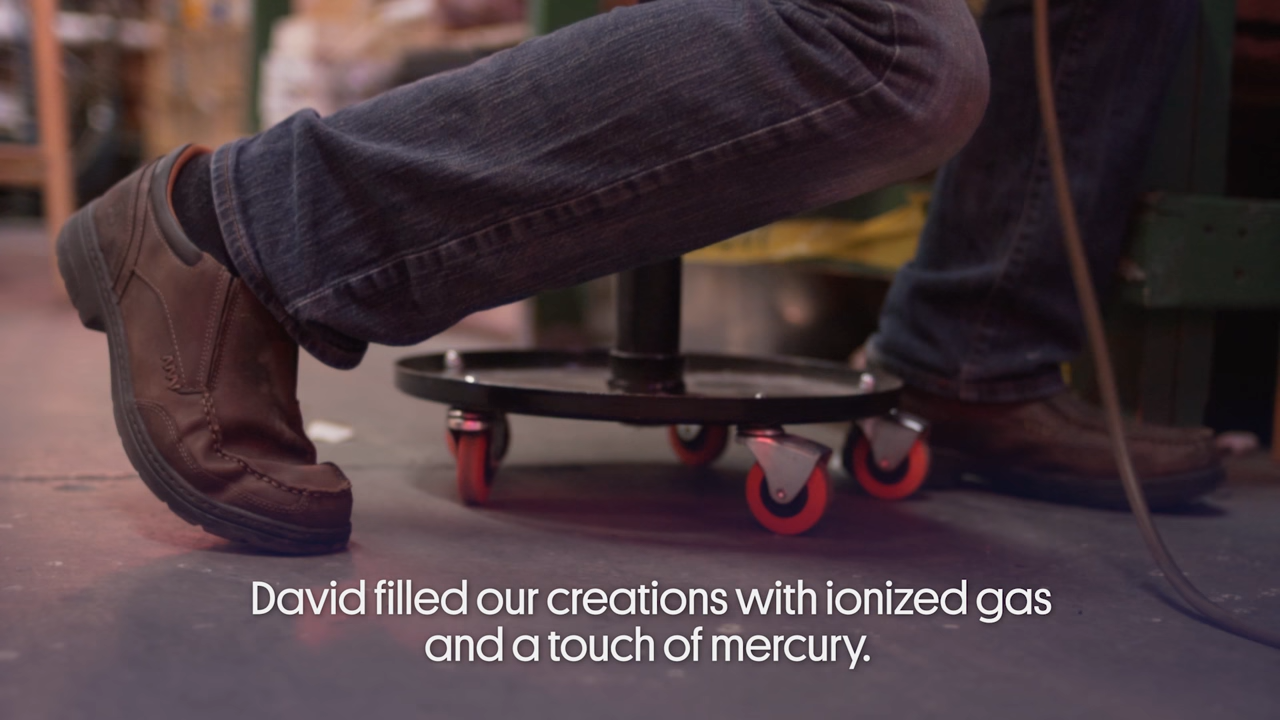 David filled our creations with ionized gas
and a touch of mercury.